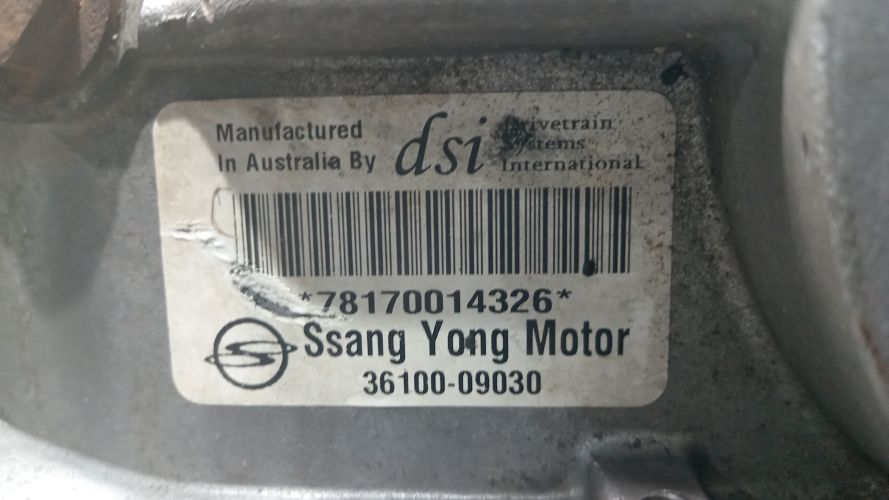 Manufactured
In Australia By
dsi
Drivetrain
Systems
International
*78170014326*
Ssang Yong Motor
36100-09030